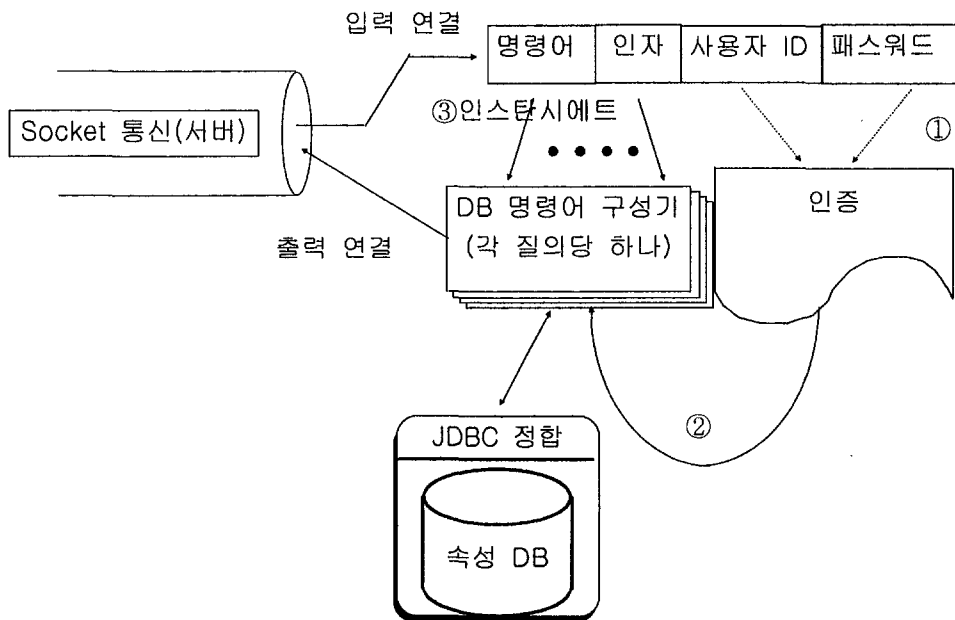 입력 연결
명령어 인자 사용자 ID 패스워드
Socket 통신(서버)
③인스탄시에트
①
••••
DB 명령어 구성기
(각 질의당 하나)
인증
출력 연결
②
JDBC 정합
속성 DB